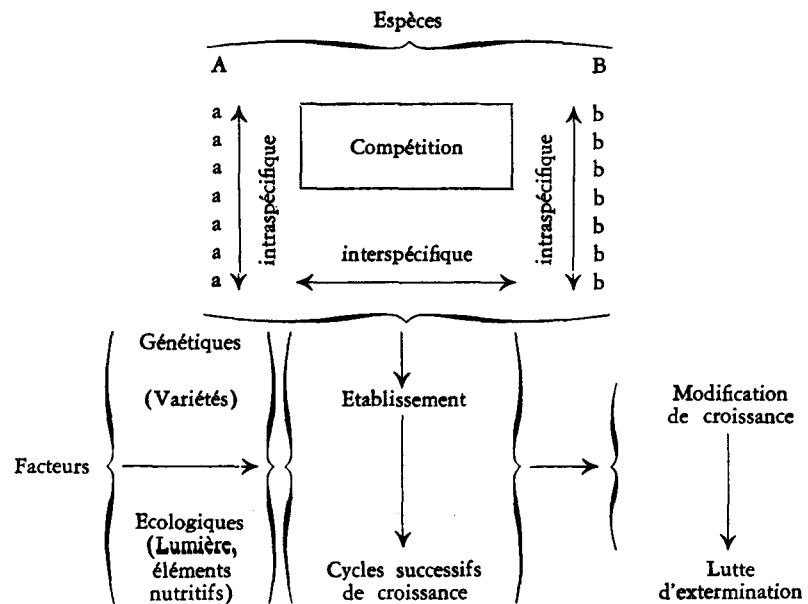 Espèces
A
B
a
b
a
b
a
b
a
b
a
b
a
b
a
b
intraspécifique
Compétition
intraspécifique
interspécifique
Génétiques
(Variétés)
Etablissement
Modification
de croissance
Facteurs
Ecologiques
(Lumière,
éléments
nutritifs)
Cycles successifs
de croissance
Lutte
d'extermination